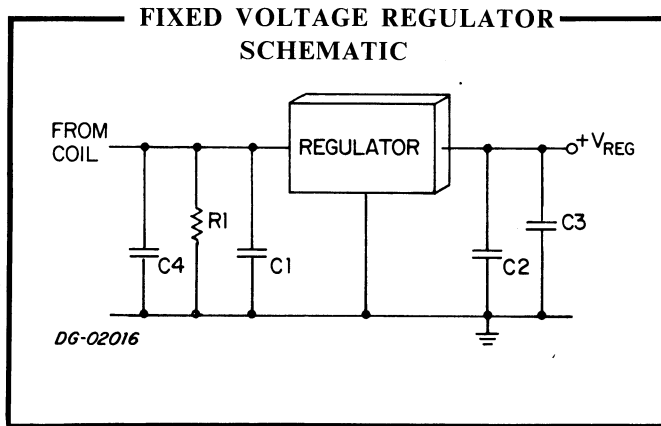 FIXED VOLTAGE REGULATOR
SCHEMATIC
FROM
COIL
REGULATOR
+VREG
R1
C4
C1
C2
C3
DG-02016